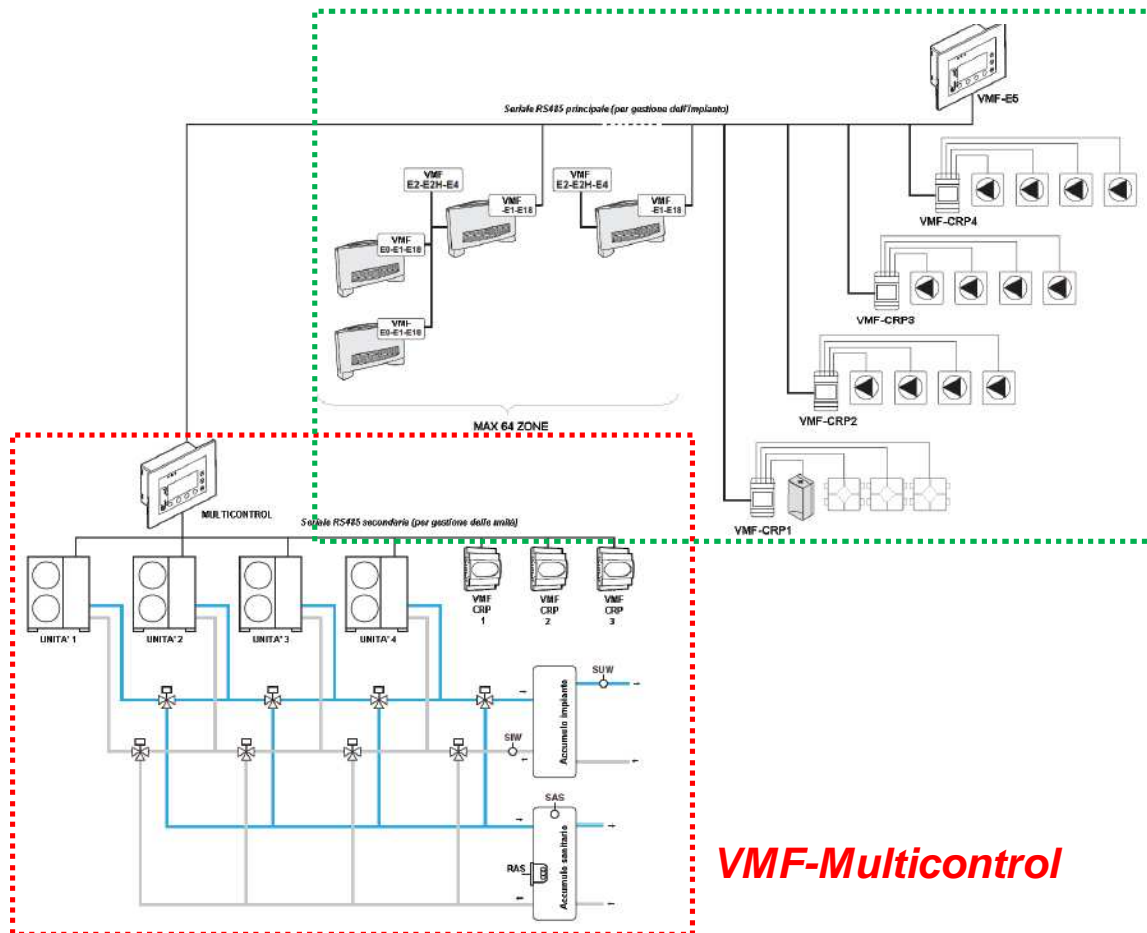 VMF-E5
Seriale RS485 principale (per gestione dell'impianto)
VMF
E2-E2H-E4
VMF
-E1-E18
VMF
E2-E2H-E4
VMF
-E1-E18
VMF-CRP4
VMF
E0-E1-E18
VMF-CRP3
VMF-
E0-E1-E18
VMF-CRP2
MAX 64 ZONE
VMF-CRP1
MULTICONTROL
Seriale RS485 secondaria (per gestione delle unità)
VMF
CRP
1
VMF
CRP
2
VMF
CRP
3
UNITA' 1
UNITA' 2
UNITA' 3
UNITA' 4
SUW
Accumulo impianto
SIW
SAS
Accumulo sanitario
RAS
VMF-Multicontrol